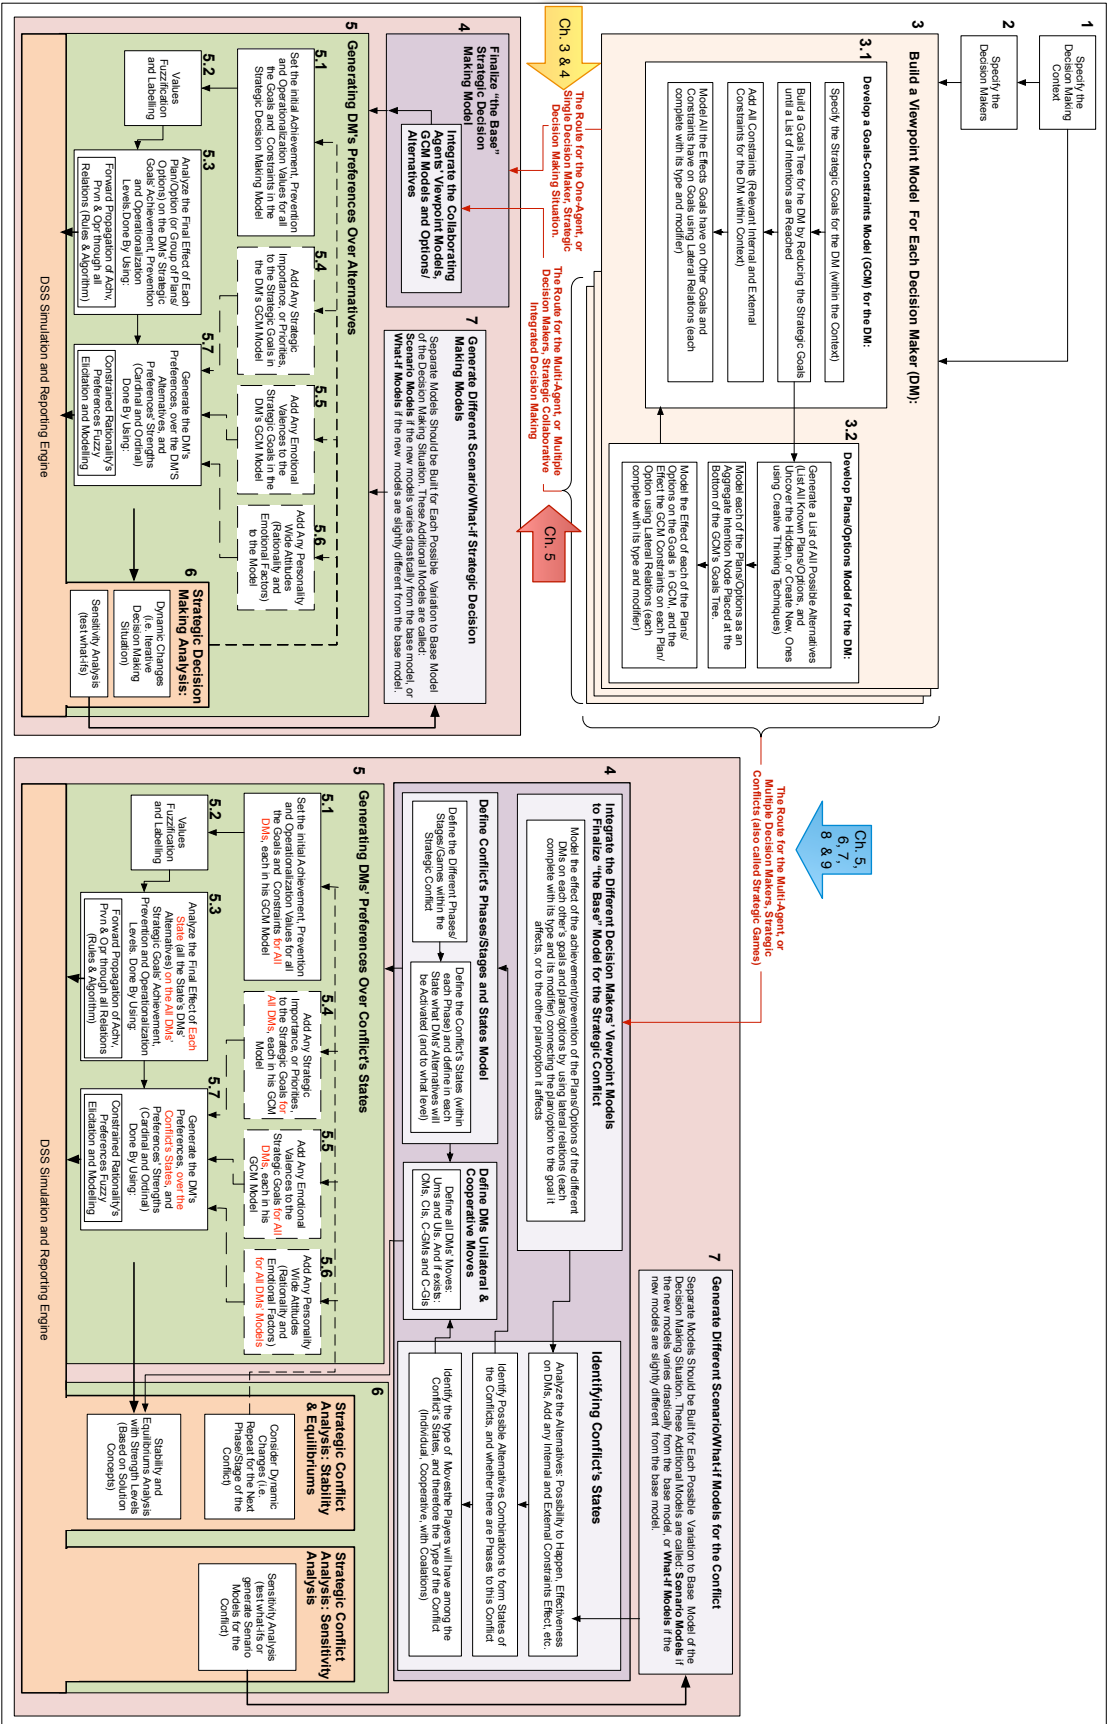 1
Specify the
Decision Making
Context
2
Specify the
Decision Makers
3
Build a Viewpoint Model For Each Decision Maker (DM):
3.1
Develop a Goals-Constraints Model (GCM) for the DM:
Specify the Strategic Goals for the DM (within the Context)
Build a Goals Tree for he DM by Reducing the Strategic Goals
until a List of Intentions are Reached
Add All Constraints (Relevant Internal and External
Constraints for the DM within Context)
Model All the Effects Goals have on Other Goals and
Constraints have on Goals using Lateral Relations (each
complete with its type and modifier)
3.2
Develop Plans/Options Model for the DM:
Generate a List of All Possible Alternatives
(List All Known Plans/Options, and
Uncover the Hidden, or Create New, Ones
using Creative Thinking Techniques)
Model each of the Plans/Options as an
Aggregate Intention Node Placed at the
Bottom of the GCM's Goals Tree.
Model the Effect of each of the Plans/
Options on the Goals in GCM, and the
Effect the GCM Constraints on each Plan/
Option using Lateral Relations (each
complete with its type and modifier)
Ch. 3 & 4
The Route for the One-Agent, or
Single Decision Maker, Strategic
Decision Making Situation.
The Route for the Multi-Agent, or Multiple
Decision Makers, Strategic Collaborative
Integrated Decision Making
Ch. 5
The Route for the Multi-Agent, or
Multiple Decision Makers, Strategic
Conflicts (also called Strategic Games)
Ch. 5,
6, 7,
8 & 9
4
Finalize "the Base"
Strategic Decision
Making Model
Integrate the Collaborating
Agents' Viewpoint Models,
GCM Models and Options/
Alternatives
7
Generate Different Scenario/What-if Strategic Decision
Making Models
Separate Models Should be Built for Each Possible Variation to Base Model
of the Decision Making Situation. These Additional Models are called:
Scenario Models if the new models varies drastically from the base model, or
What-If Models if the new models are slightly different from the base model.
5
Generating DM's Preferences Over Alternatives
5.1
Set the initial Achievement, Prevention
and Operationalization Values for all
the Goals and Constraints in the
Strategic Decision Making Model
5.4
Add Any Strategic
Importance, or Priorities,
to the Strategic Goals in
the DM's GCM Model
5.5
Add Any Emotional
Valences to the
Strategic Goals in the
DM's GCM Model
5.6
Add Any Personality
Wide Attitudes
(Rationality and
Emotional Factors)
to the Model
5.2
Values
Fuzzification
and Labelling
5.3
Analyze the Final Effect of Each
Plan/Option (or Group of Plans/
Options) on the DMs' Strategic
Goals' Achievement, Prevention
and Operationalization
Levels.Done By Using:
Forward Propagation of Achv,
Prvn & Opr through all
Relations (Rules & Algorithm)
5.7
Generate the DM's
Preferences, over the DM'S
Alternatives, and
Preferences' Strengths
(Cardinal and Ordinal)
Done By Using:
Constrained Rationality's
Preferences Fuzzy
Elicitation and Modelling
6
Strategic Decision
Making Analysis:
Dynamic Changes
(i.e. Iterative
Decision Making
Situation)
Sensitivity Analysis
(test what-ifs)
DSS Simulation and Reporting Engine
7
Generate Different Scenario/What-if Models for the Conflict
Separate Models Should be Built for Each Possible Variation to Base Model of the
Decision Making Situation. These Additional Models are called: Scenario Models if
the new models varies drastically from the base model, or What-If Models if the
new models are slightly different from the base model.
4
Integrate the Different Decision Makers' Viewpoint Models
to Finalize "the Base" Model for the Strategic Conflict
Model the effect of the achievement/prevention of the Plans/Options of the different
DMs on each other's goals and plans/options by using lateral relations (each
complete with its type and its modifier) connecting the plan/option to the goal it
affects, or to the other plan/option it affects
Identifying Conflict's States
Analyze the Alternatives: Possibility to Happen, Effectiveness
on DMs, Add any Internal and External Constraints Effect, etc.
Identify Possible Alternatives Combinations to form States of
the Conflicts, and whether there are Phases to this Conflict
Identify the type of Movesthe Players will have among the
Conflict's States, and therefore the Type of the Conflict
(Individual, Cooperative, with Coalations)
Define Conflict's Phases/Stages and States Model
Define the Different Phases/
Stages/Games within the
Strategic Conflict
Define the Conflict's States (within
each Phase) and define in each
State what DMs' Alternatives will
be Activated (and to what level)
Define DMs Unilateral &
Cooperative Moves
Define all DMs' Moves:
Ums and UIs. And if exists:
CMs, CIs, C-GMs and C-GIs
5
Generating DMs' Preferences Over Conflict's States
5.1
Set the initial Achievement, Prevention
and Operationalization Values for all
the Goals and Constraints for All
DMs, each in his GCM Model
5.4
Add Any Strategic
Importance, or Priorities,
to the Strategic Goals for
All DMs, each in his GCM
Model
5.5
Add Any Emotional
Valences to the
Strategic Goals for All
DMs, each in his
GCM Model
5.6
Add Any Personality
Wide Attitudes
(Rationality and
Emotional Factors)
for All DMs' Models
5.2
Values
Fuzzification
and Labelling
5.3
Analyze the Final Effect of Each
State (all the State's DMs'
Alternatives) on the All DMs'
Strategic Goals' Achievement,
Prevention and Operationalization
Levels. Done By Using:
Forward Propagation of Achv,
Prvn & Opr through all Relations
(Rules & Algorithm)
5.7
Generate the DM's
Preferences, over the
Conflict's States, and
Preferences' Strengths
(Cardinal and Ordinal)
Done By Using:
Constrained Rationality's
Preferences Fuzzy
Elicitation and Modelling
6
Strategic Conflict
Analysis: Stability
& Equilibriums
Consider Dynamic
Changes (i.e.
Repeat for the Next
Phase/Stage of the
Conflict)
Stability and
Equilibriums Analysis
with Strength Levels
(Based on Solution
Concepts)
Strategic Conflict
Analysis: Sensitivity
Analysis
Sensitivity Analysis
(test what-ifs or
generate Senario
Models for the
Conflict)
DSS Simulation and Reporting Engine